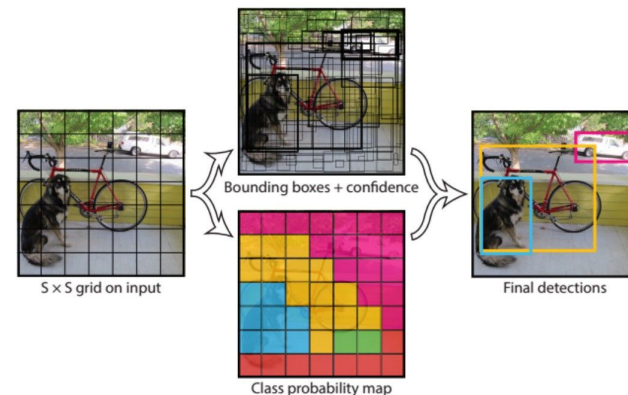 Bounding boxes + confidence
S × S grid on input
Final detections
Class probability map